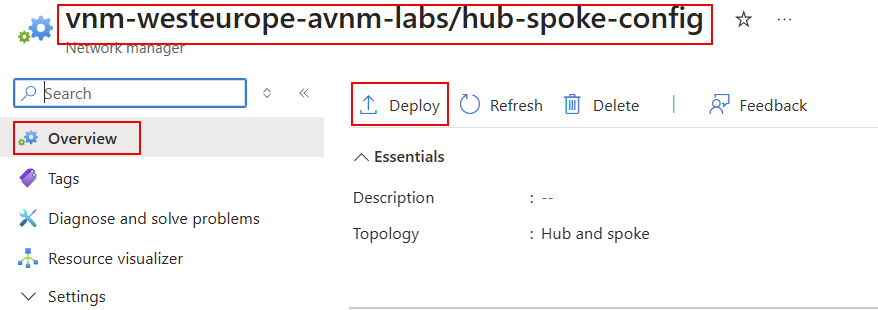 vnm-westeurope-avnm-labs/hub-spoke-config
Network manager
Search
Deploy
Refresh
Delete
Feedback
Overview
Essentials
Tags
Description : --
Diagnose and solve problems
Topology : Hub and spoke
Resource visualizer
Settings